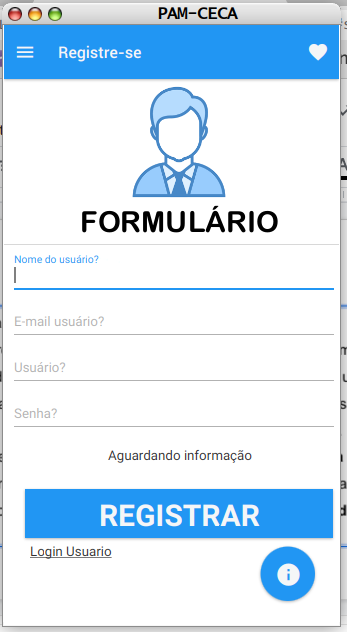 PAM-CECA
Registre-se
FORMULÁRIO
Nome do usuário?
E-mail usuário?
Usuário?
Senha?
Aguardando informação
REGISTRAR
Login Usuario